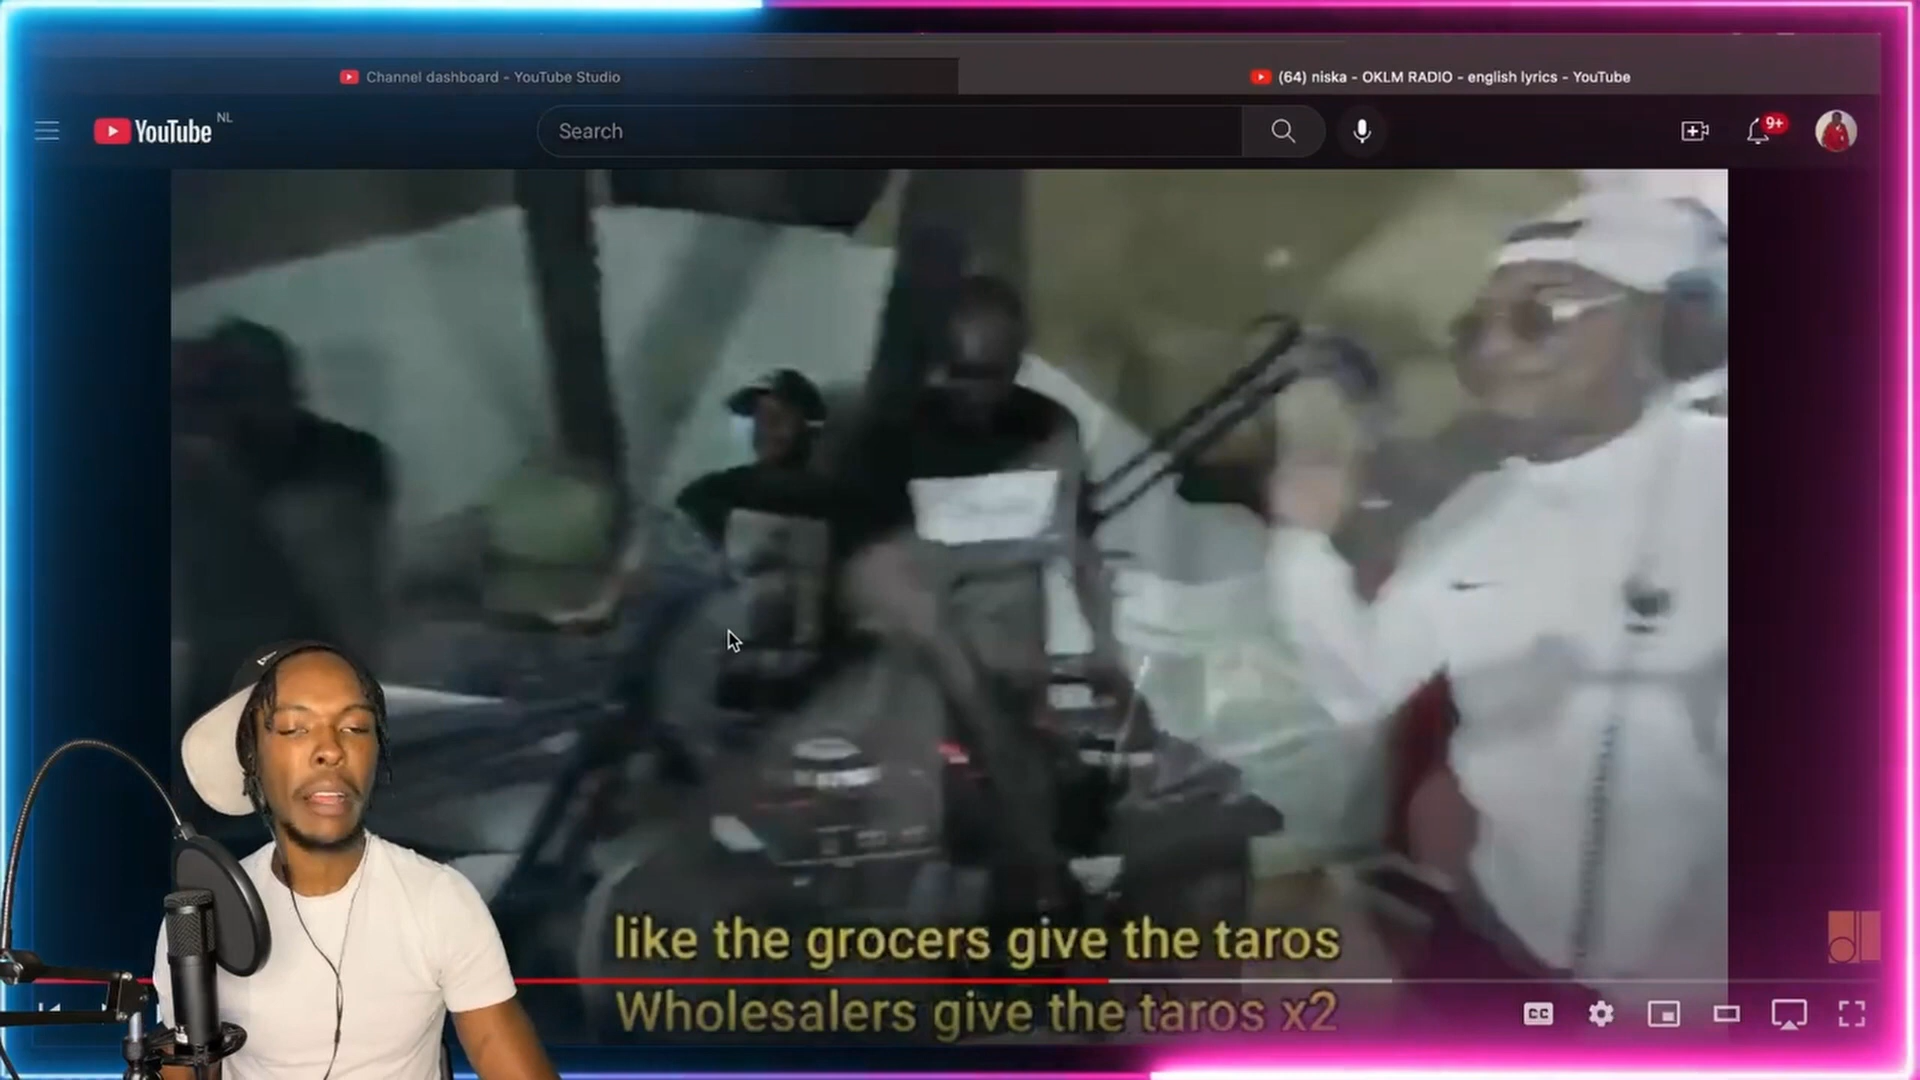 Channel dashboard - YouTube Studio
(64) niska - OKLM RADIO - english lyrics - YouTube
YouTube NL
Search
9+
like the grocers give the taros
Wholesalers give the taros x2
CC